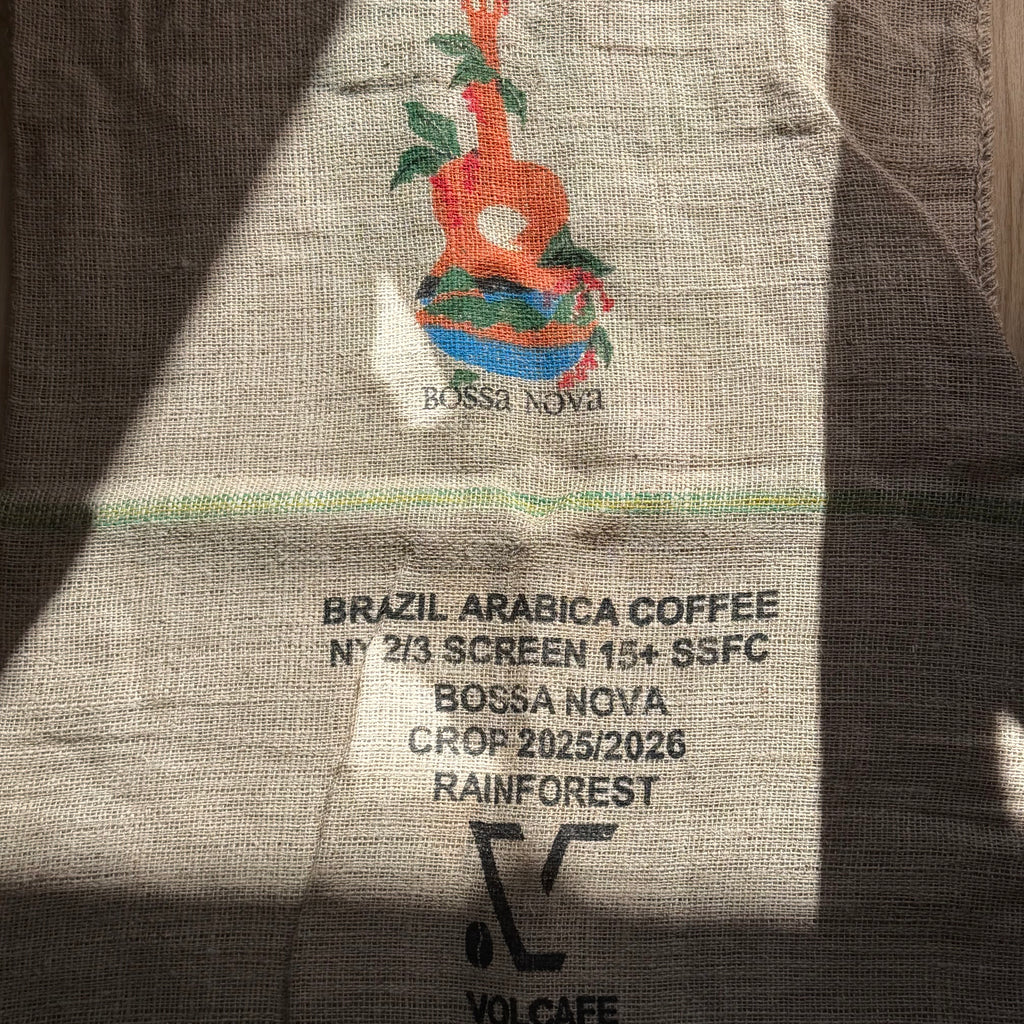 Bossa Nova
BRAZIL ARABICA COFFEE
NY 2/3 SCREEN 15+ SSFC
BOSSA NOVA
CROP 2025/2026
RAINFOREST
VOLCAFE